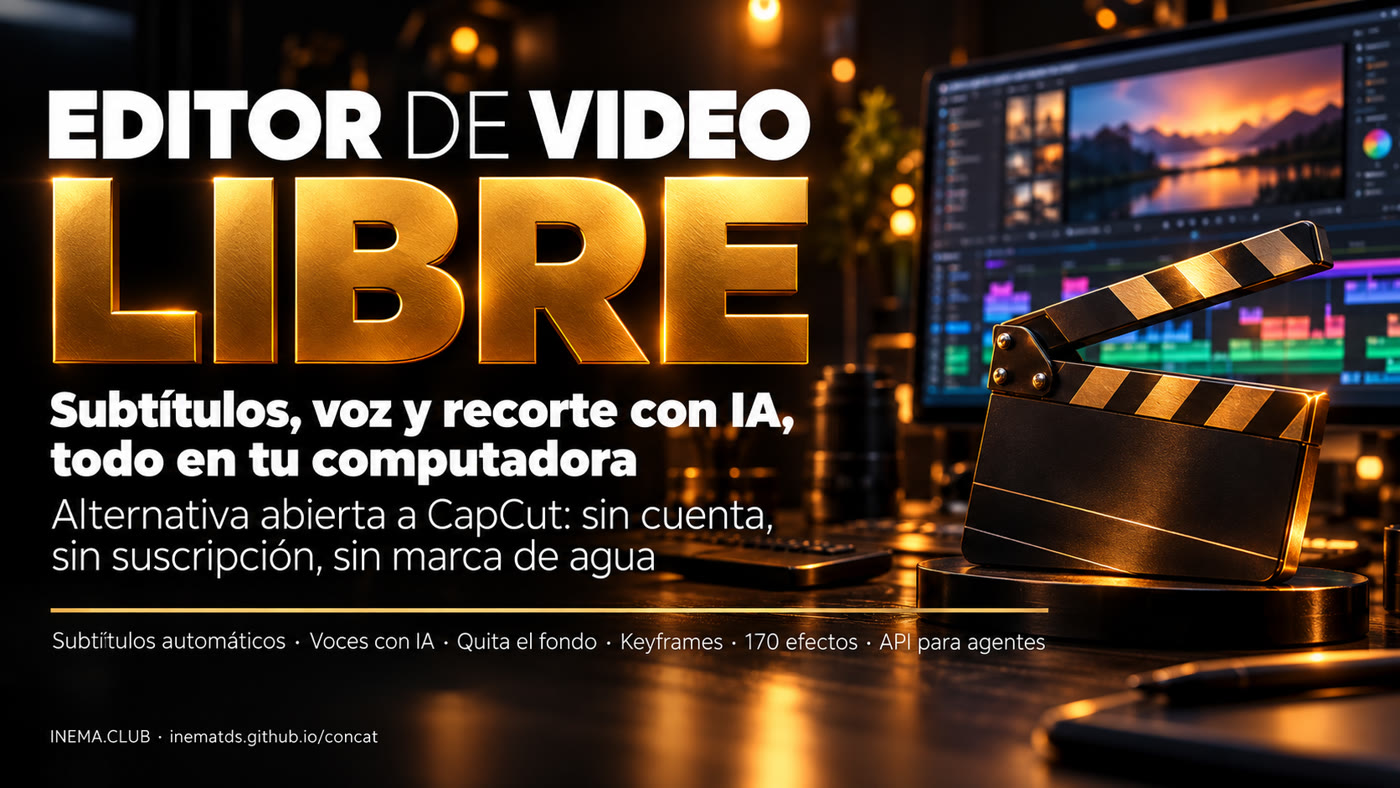 EDITOR DE VIDEO
LIBRE
Subtítulos, voz y recorte con IA,
todo en tu computadora
Alternativa abierta a CapCut: sin cuenta,
sin suscripción, sin marca de agua
Subtítulos automáticos · Voces con IA · Quita el fondo · Keyframes · 170 efectos · API para agentes
INEMA.CLUB · inematds.github.io/concat